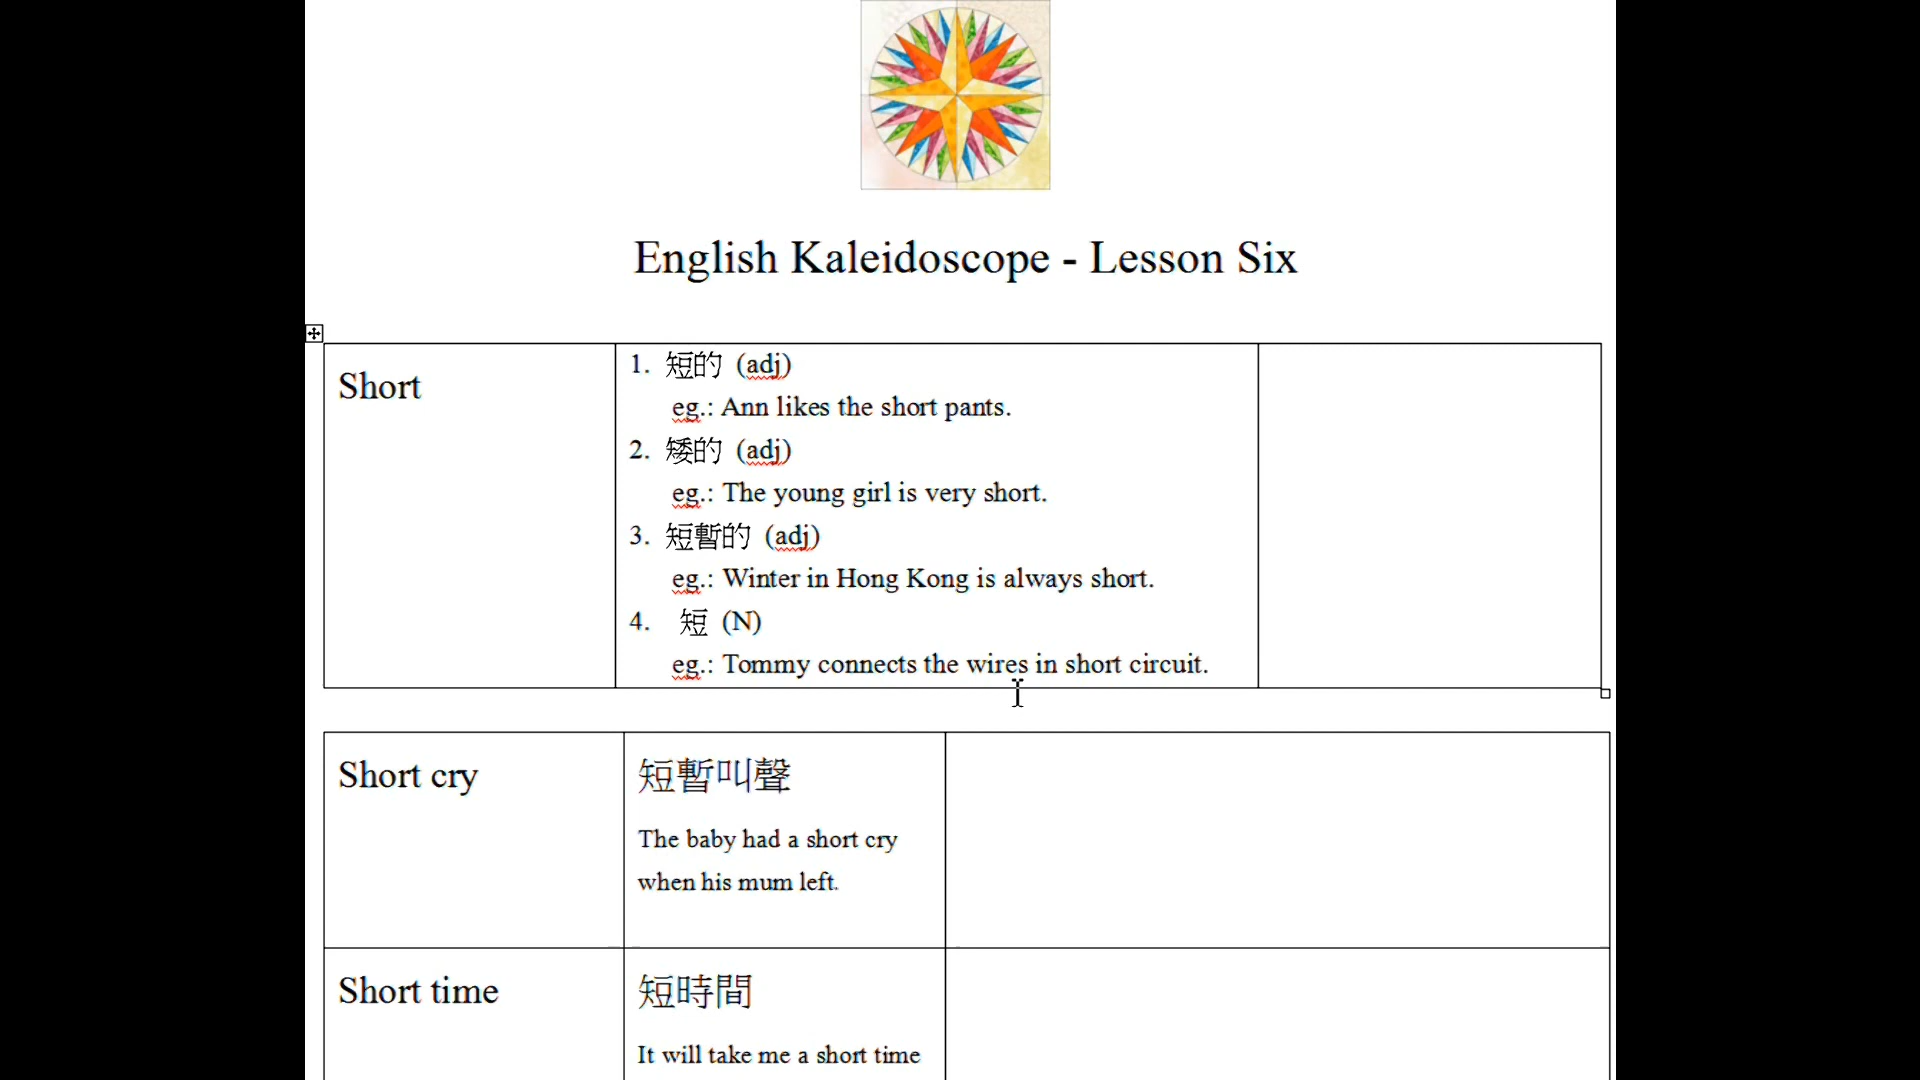 English Kaleidoscope - Lesson Six
Short
1. 短的 (adj)
eg.: Ann likes the short pants.
2. 矮的 (adj)
eg.: The young girl is very short.
3. 短暫的 (adj)
eg.: Winter in Hong Kong is always short.
4. 短 (N)
eg.: Tommy connects the wires in short circuit.
Short cry
短暫叫聲
The baby had a short cry
when his mum left.
Short time
短時間
It will take me a short time